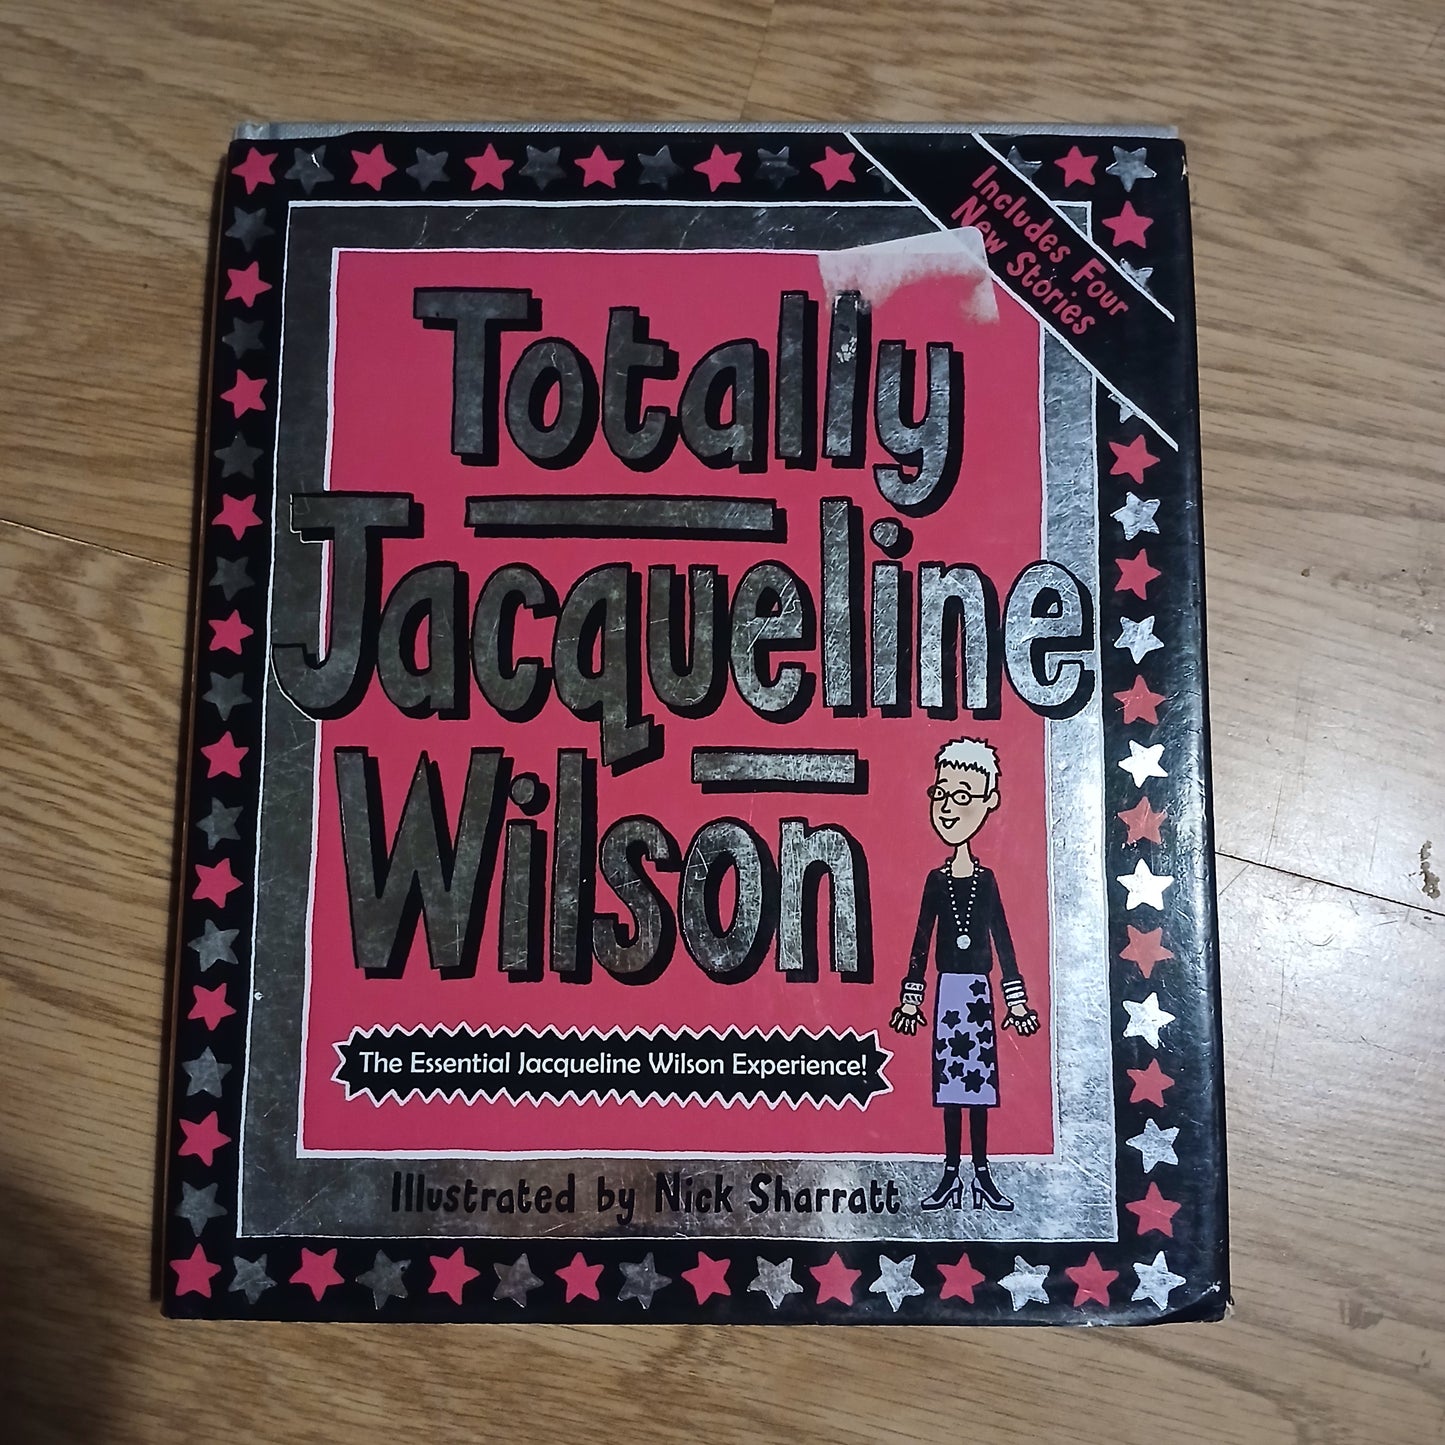 Includes Four
New Stories
Totally
Jacqueline
Wilson
The Essential Jacqueline Wilson Experience!
Illustrated by Nick Sharratt